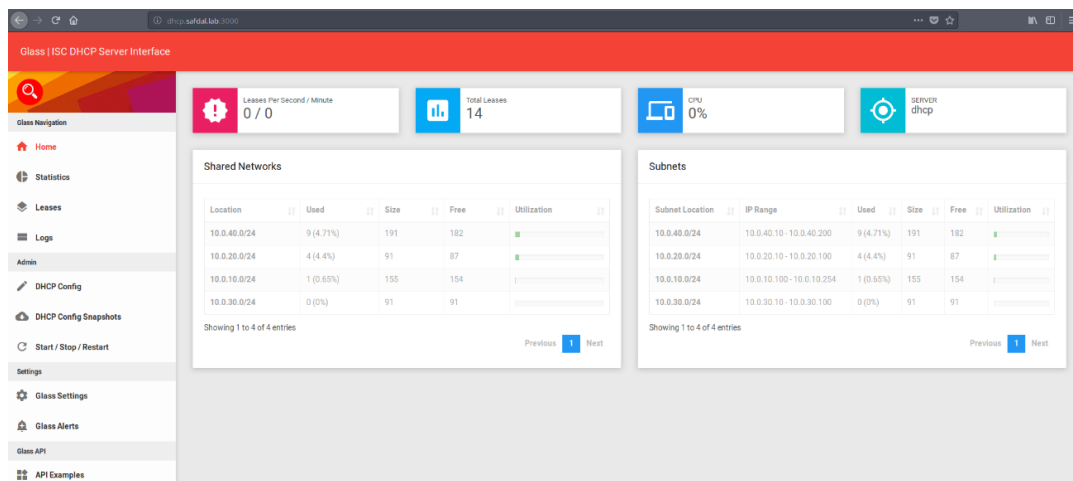 dhcp.safdal.lab:3000
Glass | ISC DHCP Server Interface
Glass Navigation
Home
Statistics
Leases
Logs
Admin
DHCP Config
DHCP Config Snapshots
Start / Stop / Restart
Settings
Glass Settings
Glass Alerts
Glass API
API Examples
Leases Per Second / Minute
0 / 0
Total Leases
14
CPU
0%
SERVER
dhcp
Shared Networks
Location Used Size Free Utilization
10.0.40.0/24 9 (4.71%) 191 182
10.0.20.0/24 4 (4.4%) 91 87
10.0.10.0/24 1 (0.65%) 155 154
10.0.30.0/24 0 (0%) 91 91
Showing 1 to 4 of 4 entries
Previous 1 Next
Subnets
Subnet Location IP Range Used Size Free Utilization
10.0.40.0/24 10.0.40.10 - 10.0.40.200 9 (4.71%) 191 182
10.0.20.0/24 10.0.20.10 - 10.0.20.100 4 (4.4%) 91 87
10.0.10.0/24 10.0.10.100 - 10.0.10.254 1 (0.65%) 155 154
10.0.30.0/24 10.0.30.10 - 10.0.30.100 0 (0%) 91 91
Showing 1 to 4 of 4 entries
Previous 1 Next